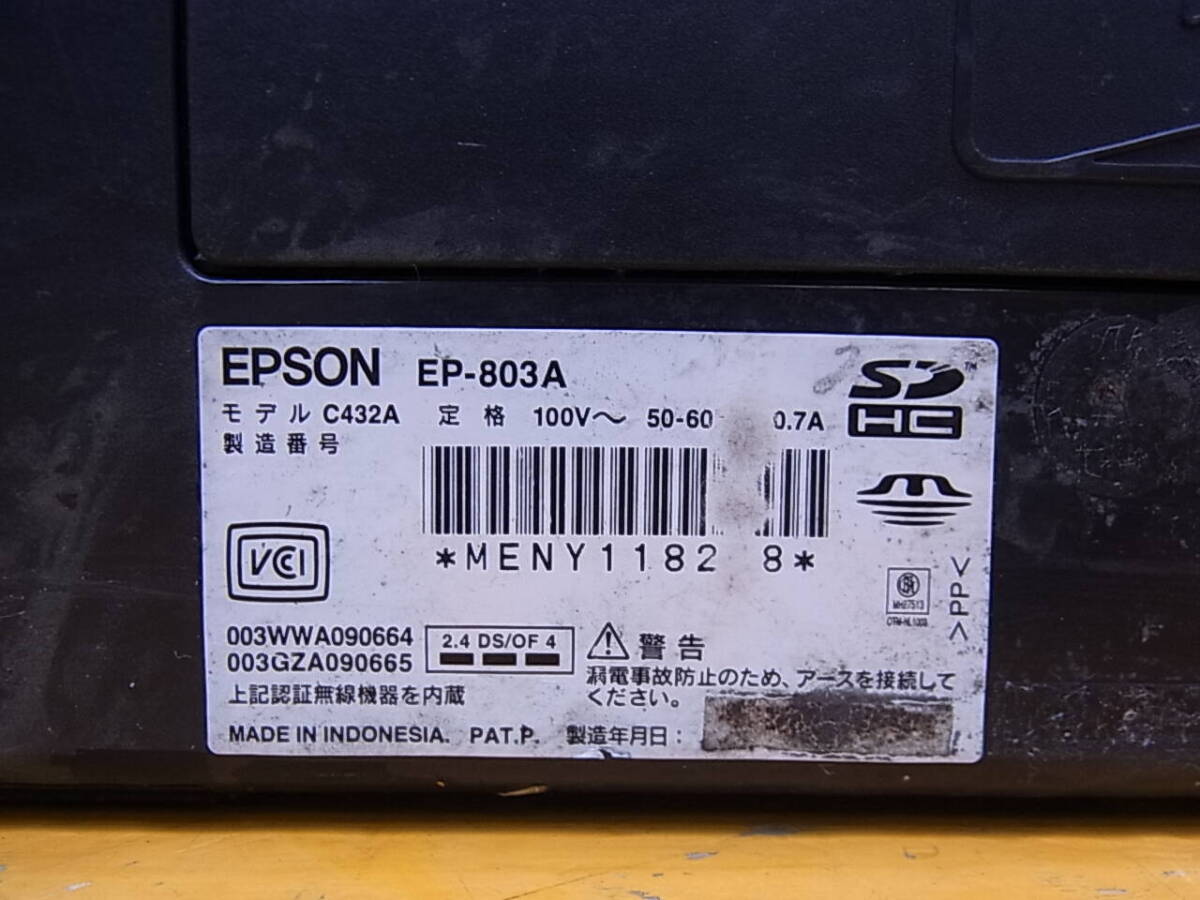 EPSON EP-803A
モデル C432A 定格 100V～ 50-60 0.7A
製造番号
SD™
HC
*MENY1182 8*
VCI
003WWA090664
003GZA090665
2.4 DS/OF 4
上記認証無線機器を内蔵
警告
漏電事故防止のため、アースを接続して
ください。
>PP<
MADE IN INDONESIA. PAT.P. 製造年月日: